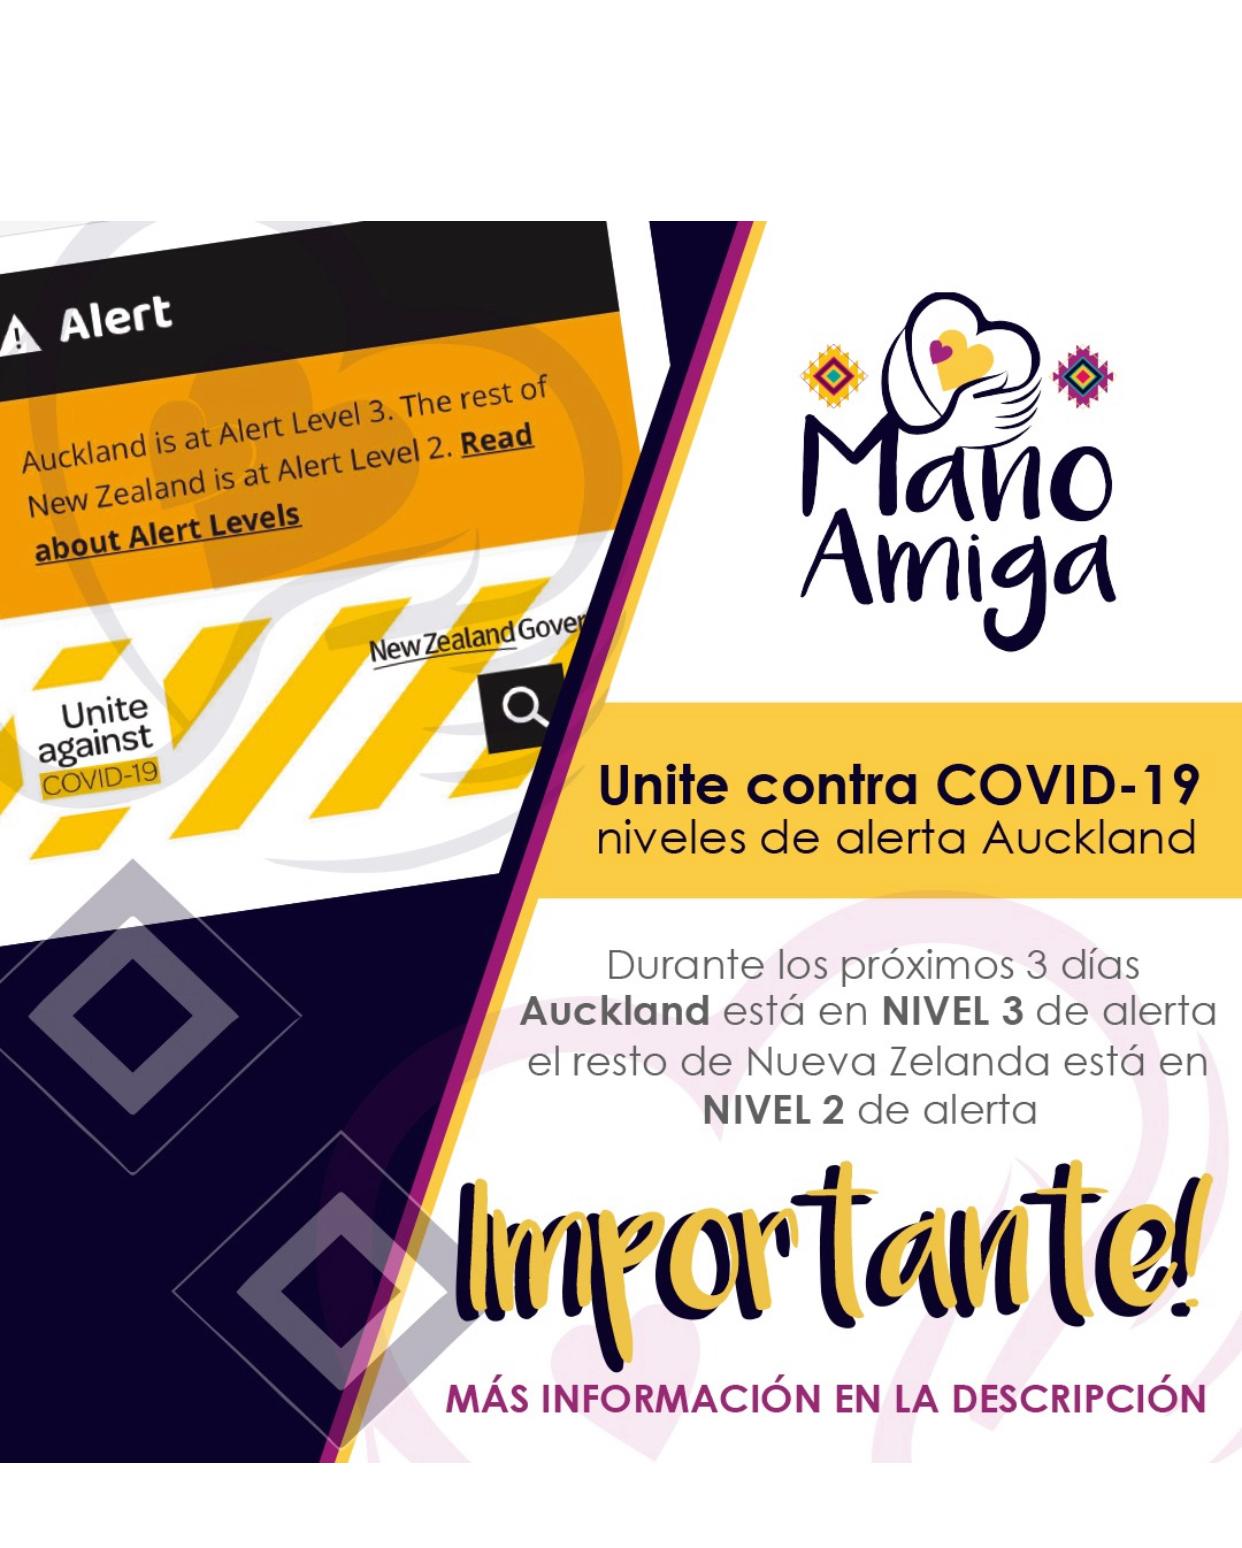 Alert
Auckland is at Alert Level 3. The rest of
New Zealand is at Alert Level 2. Read
about Alert Levels
New Zealand Gover
Unite
against
COVID-19
Mano
Amiga
Unite contra COVID-19
niveles de alerta Auckland
Durante los próximos 3 días
Auckland está en NIVEL 3 de alerta
el resto de Nueva Zelanda está en
NIVEL 2 de alerta
Importante!
MÁS INFORMACIÓN EN LA DESCRIPCIÓN